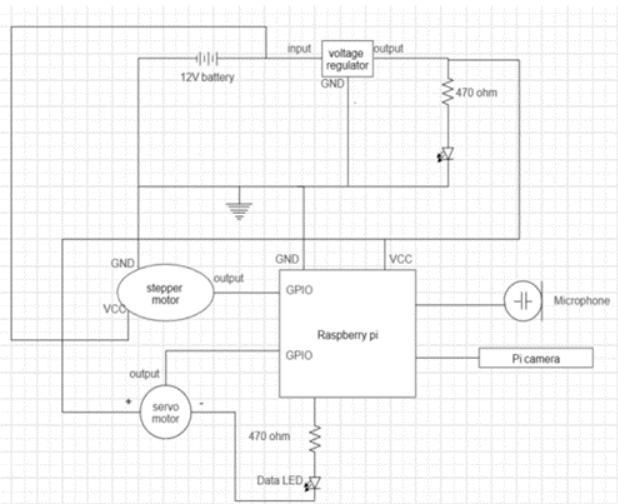 input
voltage
regulator
output
12V battery
GND
470 ohm
GND
GND
VCC
stepper
motor
output
VCC
GPIO
Raspberry pi
GPIO
Microphone
Pi camera
output
+
servo
motor
-
470 ohm
Data LED